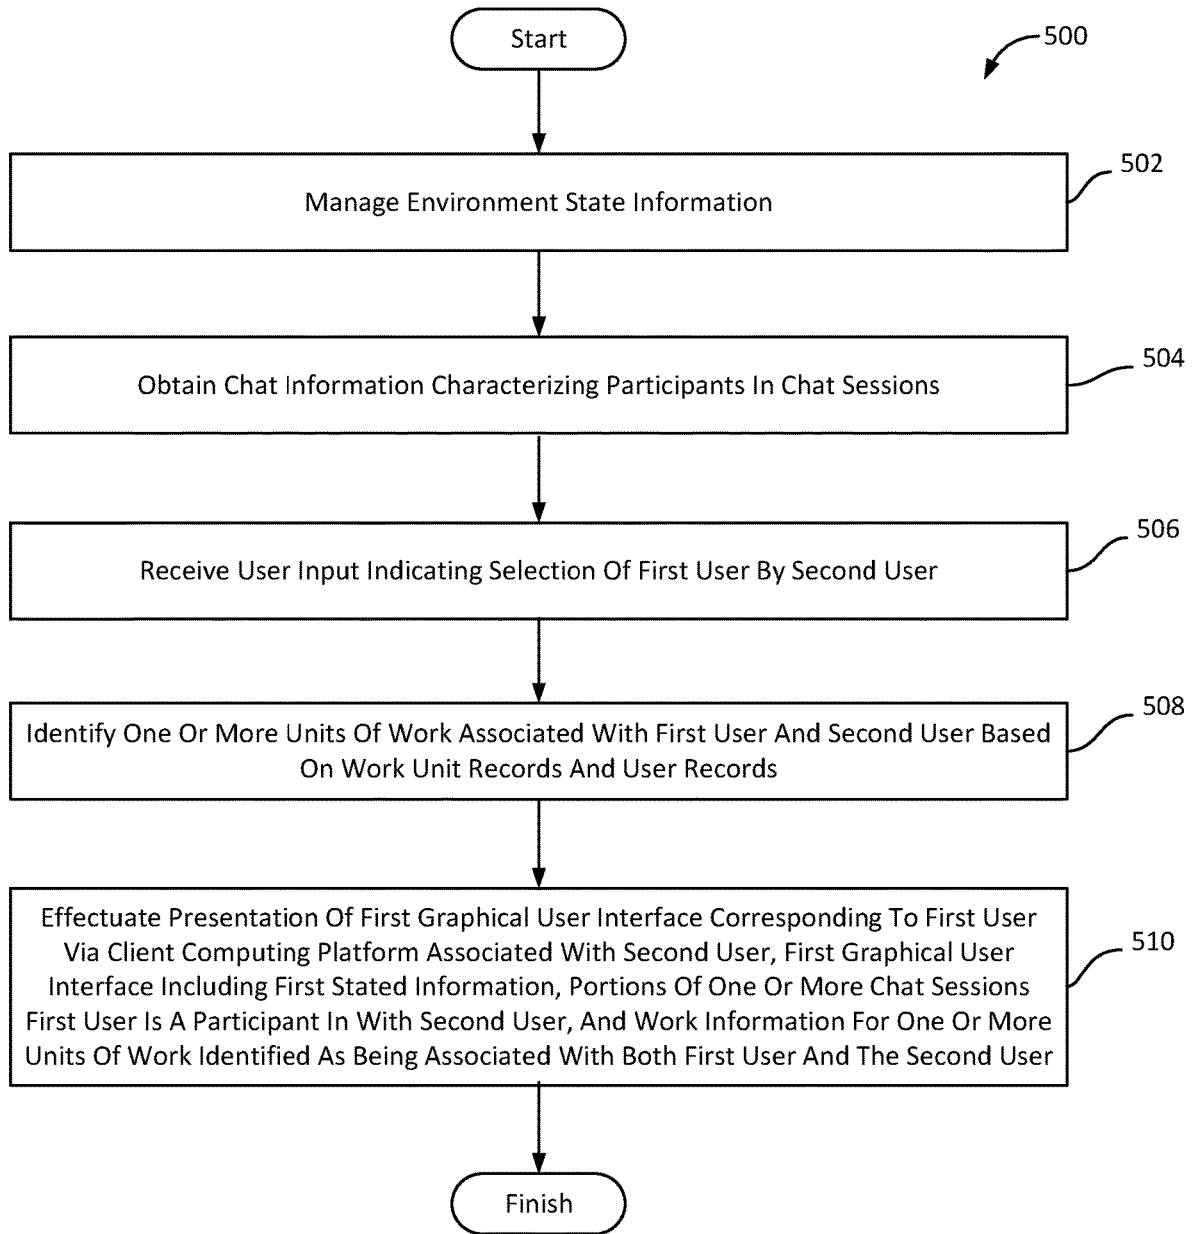 Start
500
Manage Environment State Information
502
Obtain Chat Information Characterizing Participants In Chat Sessions
504
Receive User Input Indicating Selection Of First User By Second User
506
Identify One Or More Units Of Work Associated With First User And Second User Based
On Work Unit Records And User Records
508
Effectuate Presentation Of First Graphical User Interface Corresponding To First User
Via Client Computing Platform Associated With Second User, First Graphical User
Interface Including First Stated Information, Portions Of One Or More Chat Sessions
First User Is A Participant In With Second User, And Work Information For One Or More
Units Of Work Identified As Being Associated With Both First User And The Second User
510
Finish